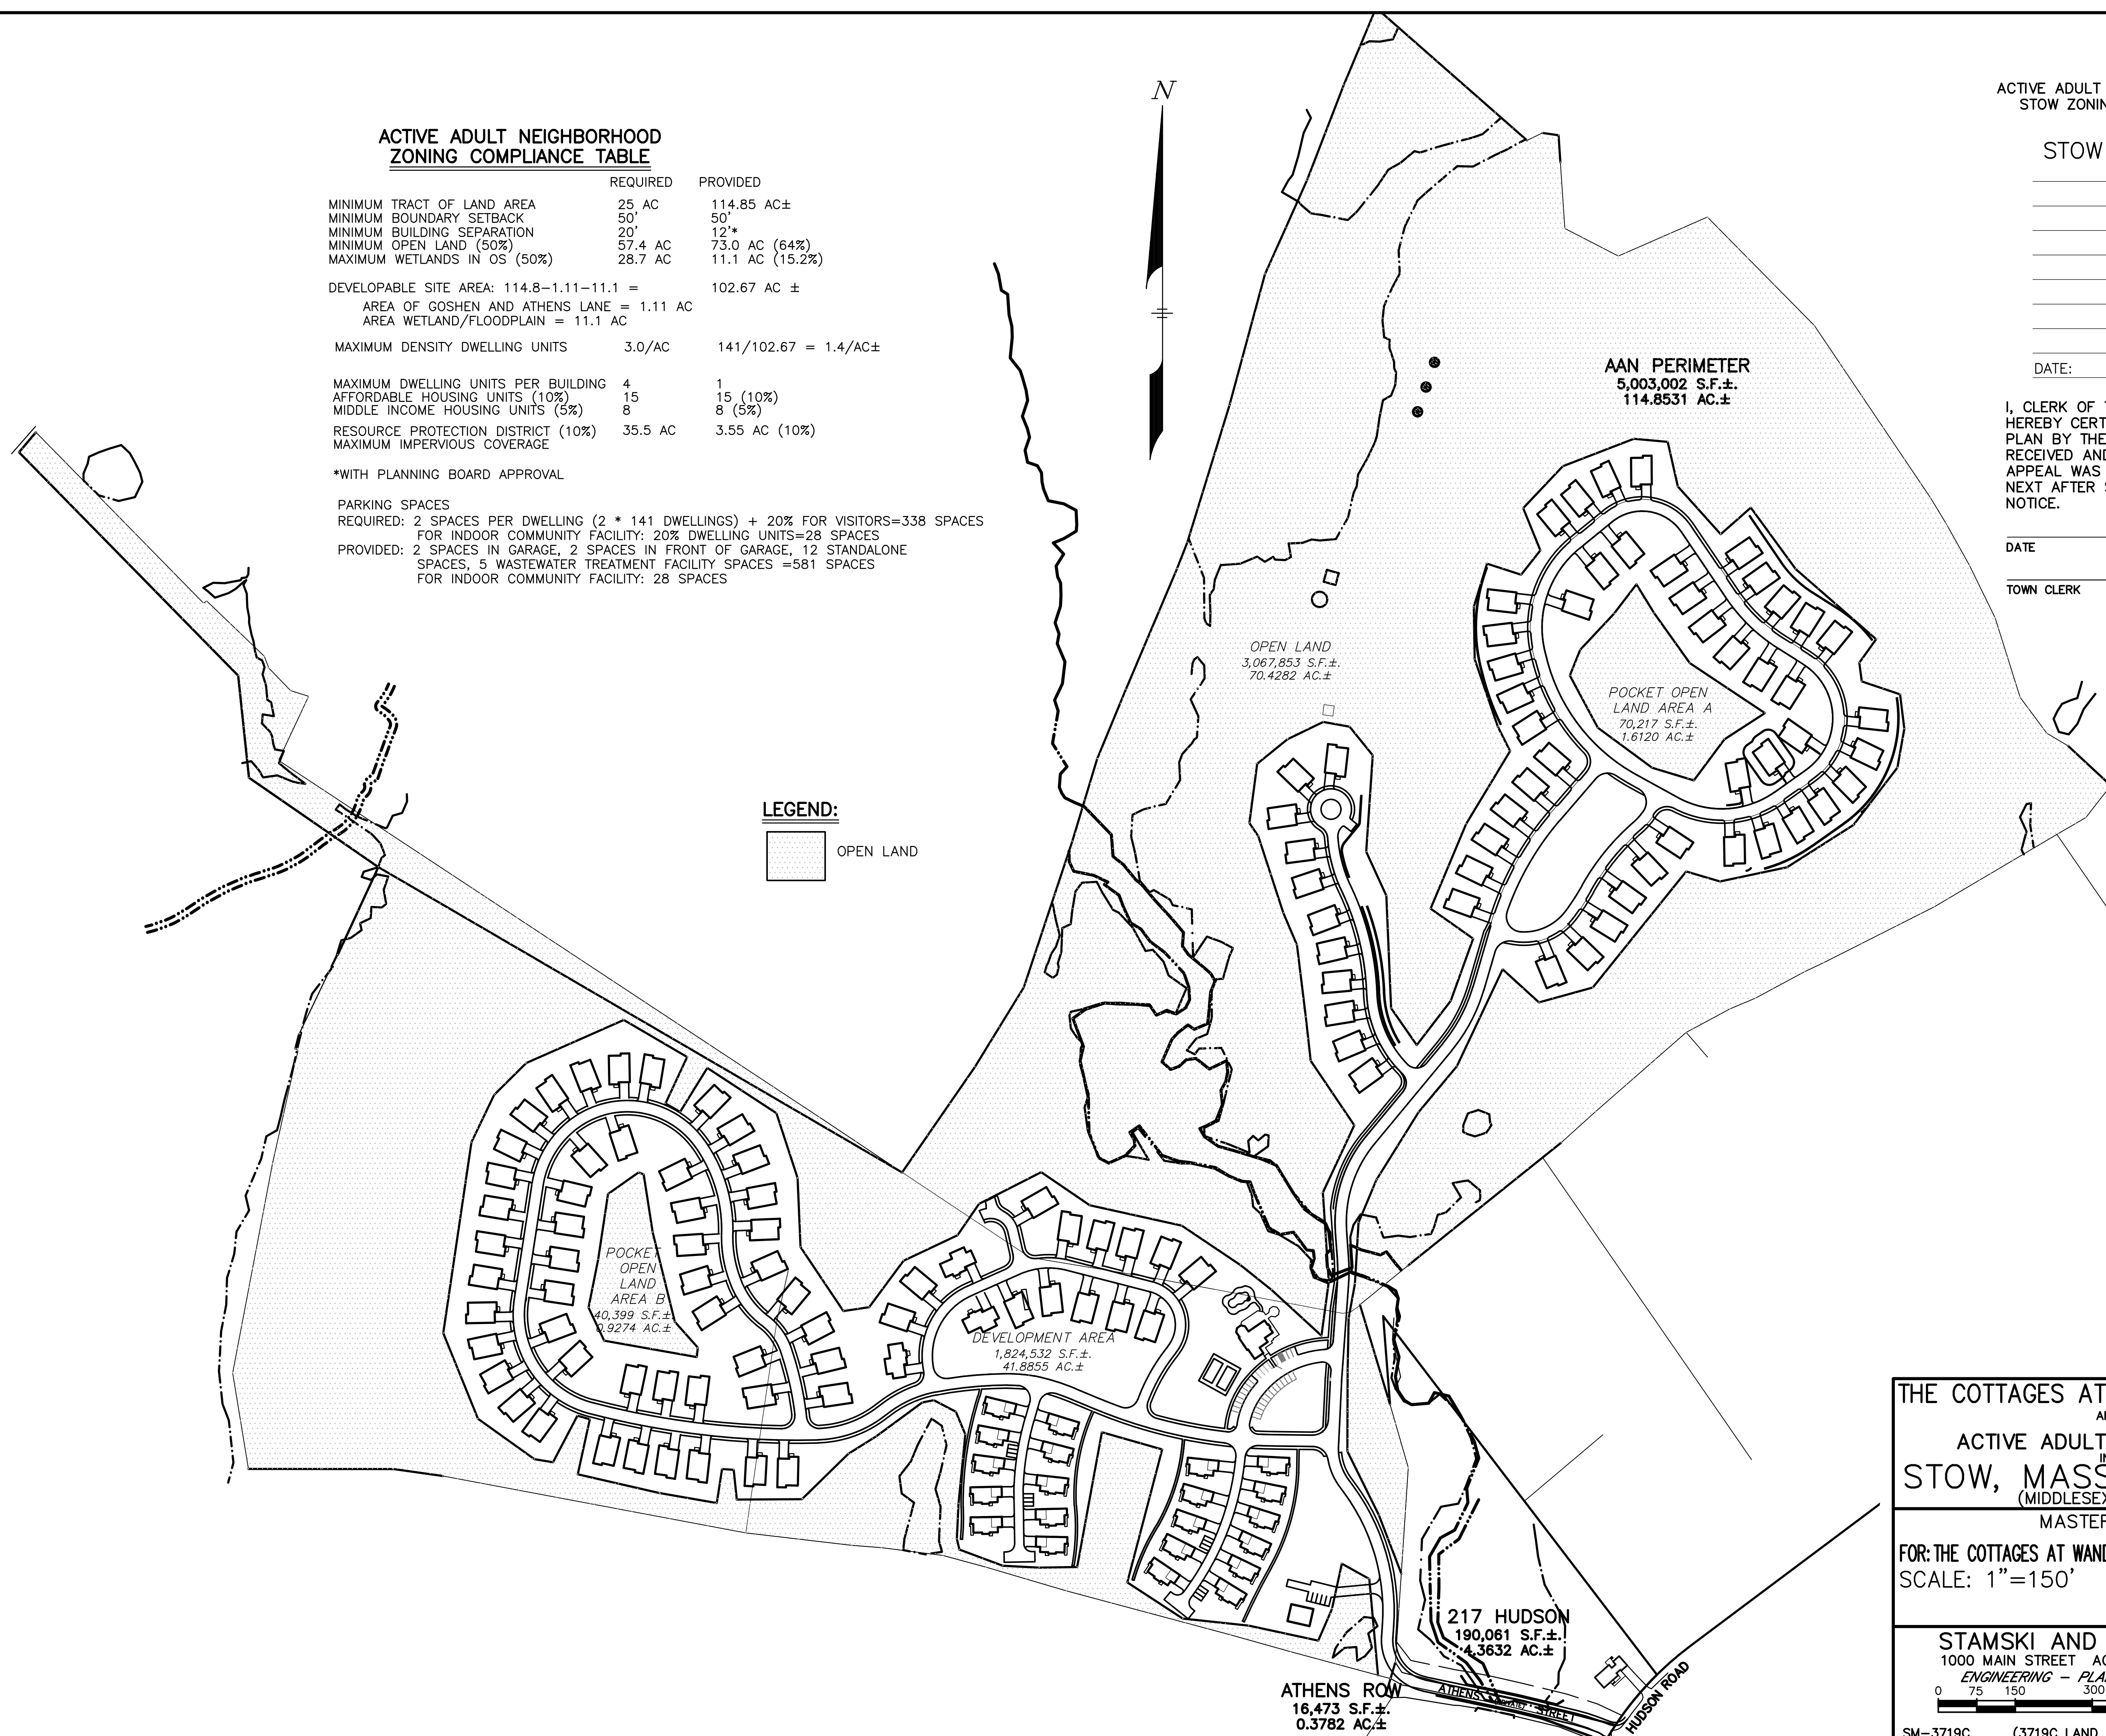 ACTIVE ADULT NEIGHBORHOOD
ZONING COMPLIANCE TABLE
REQUIRED PROVIDED
MINIMUM TRACT OF LAND AREA 25 AC 114.85 AC±
MINIMUM BOUNDARY SETBACK 50' 50'
MINIMUM BUILDING SEPARATION 20' 12'*
MINIMUM OPEN LAND (50%) 57.4 AC 73.0 AC (64%)
MAXIMUM WETLANDS IN OS (50%) 28.7 AC 11.1 AC (15.2%)
DEVELOPABLE SITE AREA: 114.8-1.11-11.1 = 102.67 AC ±
AREA OF GOSHEN AND ATHENS LANE = 1.11 AC
AREA WETLAND/FLOODPLAIN = 11.1 AC
MAXIMUM DENSITY DWELLING UNITS 3.0/AC 141/102.67 = 1.4/AC±
MAXIMUM DWELLING UNITS PER BUILDING 4 1
AFFORDABLE HOUSING UNITS (10%) 15 15 (10%)
MIDDLE INCOME HOUSING UNITS (5%) 8 8 (5%)
RESOURCE PROTECTION DISTRICT (10%) 35.5 AC 3.55 AC (10%)
MAXIMUM IMPERVIOUS COVERAGE
*WITH PLANNING BOARD APPROVAL
PARKING SPACES
REQUIRED: 2 SPACES PER DWELLING (2 * 141 DWELLINGS) + 20% FOR VISITORS=338 SPACES
FOR INDOOR COMMUNITY FACILITY: 20% DWELLING UNITS=28 SPACES
PROVIDED: 2 SPACES IN GARAGE, 2 SPACES IN FRONT OF GARAGE, 12 STANDALONE
SPACES, 5 WASTEWATER TREATMENT FACILITY SPACES =581 SPACES
FOR INDOOR COMMUNITY FACILITY: 28 SPACES
N
LEGEND:
OPEN LAND
AAN PERIMETER
5,003,002 S.F.±.
114.8531 AC.±
OPEN LAND
3,067,853 S.F.±.
70.4282 AC.±
POCKET OPEN
LAND AREA A
70,217 S.F.±.
1.6120 AC.±
POCKET
OPEN
LAND
AREA B
40,399 S.F.±
0.9274 AC.±
DEVELOPMENT AREA
1,824,532 S.F.±.
41.8855 AC.±
217 HUDSON
190,061 S.F.±.
4.3632 AC.±
ATHENS ROW
16,473 S.F.±.
0.3782 AC.±
ATHENS STREET
HUDSON ROAD
ACTIVE ADULT
STOW ZONIN
STOW
DATE:
I, CLERK OF T
HEREBY CERT
PLAN BY THE
RECEIVED AND
APPEAL WAS
NEXT AFTER S
NOTICE.
DATE
TOWN CLERK
THE COTTAGES AT
ACTIVE ADULT
STOW, MASS
(MIDDLESEX
MASTER
FOR: THE COTTAGES AT WAND
SCALE: 1"=150'
STAMSKI AND
1000 MAIN STREET AC
ENGINEERING - PLA
0 75 150 300
SM-3719C (3719C LAND